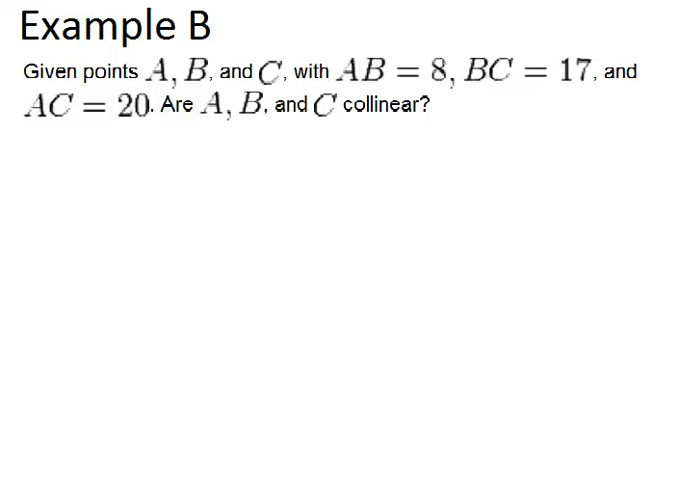 Example B
Given points A, B, and C, with AB = 8, BC = 17, and
AC = 20. Are A, B, and C collinear?